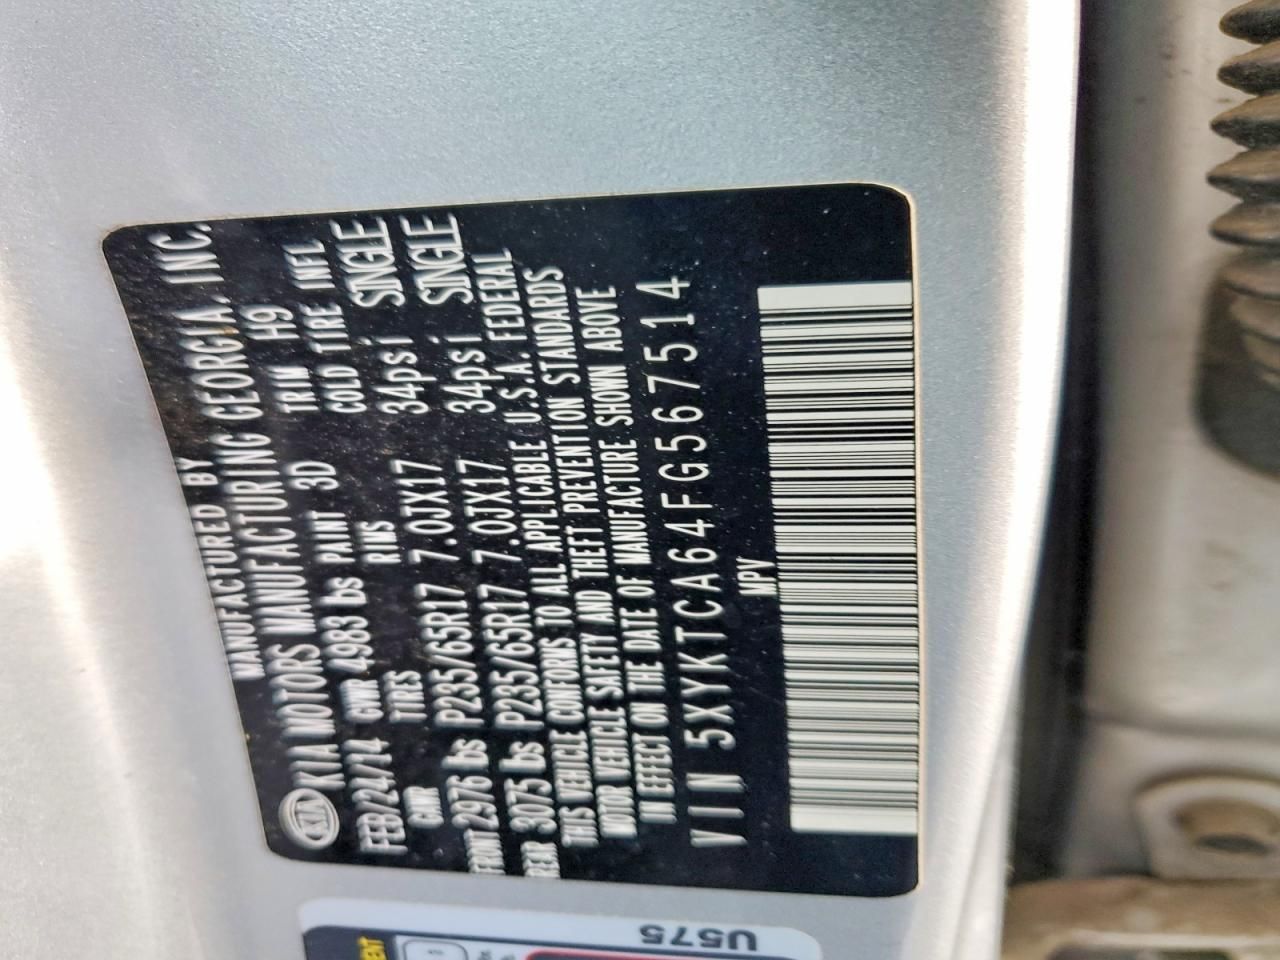 MANUFACTURED BY
KIA KIA MOTORS MANUFACTURING GEORGIA. INC.
FEB/24/14 GWR 4983 lbs PAINT 3D TRIM H9
GAWR TIRES RIMS COLD TIRE INFL
FRNT 2976 lbs P235/65R17 7.0JX17 34psi SINGLE
REAR 3075 lbs P235/65R17 7.0JX17 34psi SINGLE
THIS VEHICLE CONFORMS TO ALL APPLICABLE U.S.A. FEDERAL
MOTOR VEHICLE SAFETY AND THEFT PREVENTION STANDARDS
IN EFFECT ON THE DATE OF MANUFACTURE SHOWN ABOVE
VIN 5XYKTCA64FG567514
MPV
U575